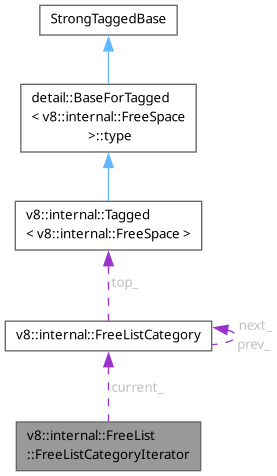 StrongTaggedBase
detail::BaseForTagged
< v8::internal::FreeSpace
>::type
v8::internal::Tagged
< v8::internal::FreeSpace >
top_
v8::internal::FreeListCategory
next_
prev_
current_
v8::internal::FreeList
::FreeListCategoryIterator